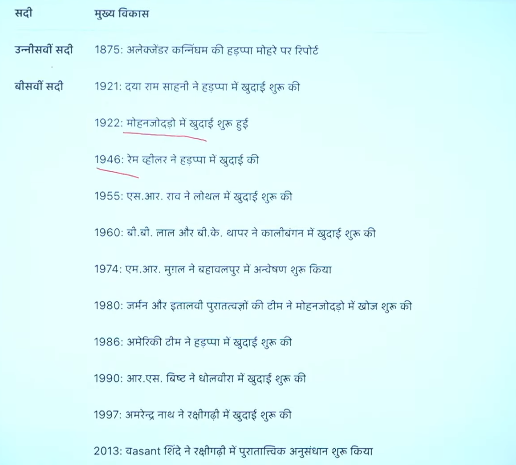 सदी मुख्य विकास
उन्नीसवीं सदी 1875: अलेक्जेंडर कन्निंघम की हड़प्पा मोहरे पर रिपोर्ट
बीसवीं सदी 1921: दया राम साहनी ने हड़प्पा में खुदाई शुरू की
1922: मोहनजोदड़ो में खुदाई शुरू हुई
1946: रेम व्हीलर ने हड़प्पा में खुदाई की
1955: एस.आर. राव ने लोथल में खुदाई शुरू की
1960: बी.बी. लाल और बी.के. थापर ने कालीबंगन में खुदाई शुरू की
1974: एम.आर. मुग़ल ने बहावलपुर में अन्वेषण शुरू किया
1980: जर्मन और इतालवी पुरातत्वज्ञों की टीम ने मोहनजोदड़ो में खोज शुरू की
1986: अमेरिकी टीम ने हड़प्पा में खुदाई शुरू की
1990: आर.एस. बिष्ट ने धोलवीरा में खुदाई शुरू की
1997: अमरेन्द्र नाथ ने रक्षीगढ़ी में खुदाई शुरू की
2013: वasant शिंदे ने रक्षीगढ़ी में पुरातात्त्विक अनुसंधान शुरू किया